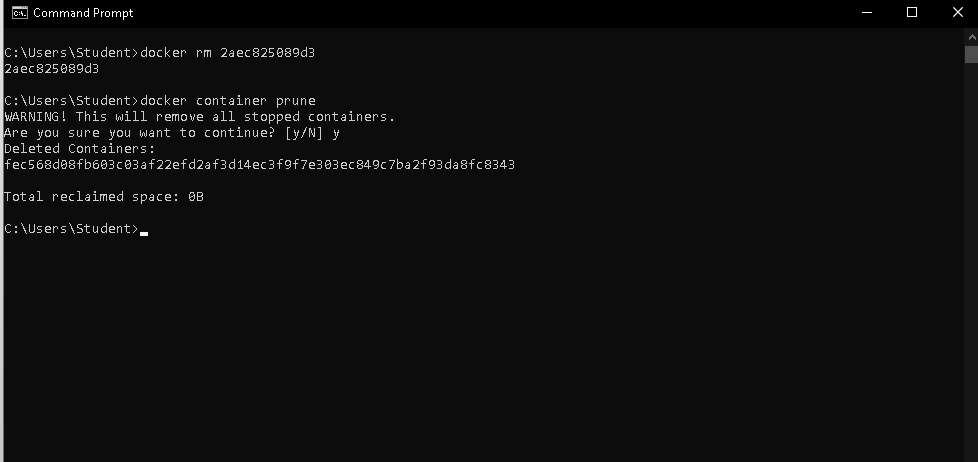 Command Prompt
C:\Users\Student>docker rm 2aec825089d3
2aec825089d3
C:\Users\Student>docker container prune
WARNING! This will remove all stopped containers.
Are you sure you want to continue? [y/N] y
Deleted Containers:
fec568d08fb603c03af22efd2af3d14ec3f9f7e303ec849c7ba2f93da8fc8343
Total reclaimed space: 0B
C:\Users\Student>